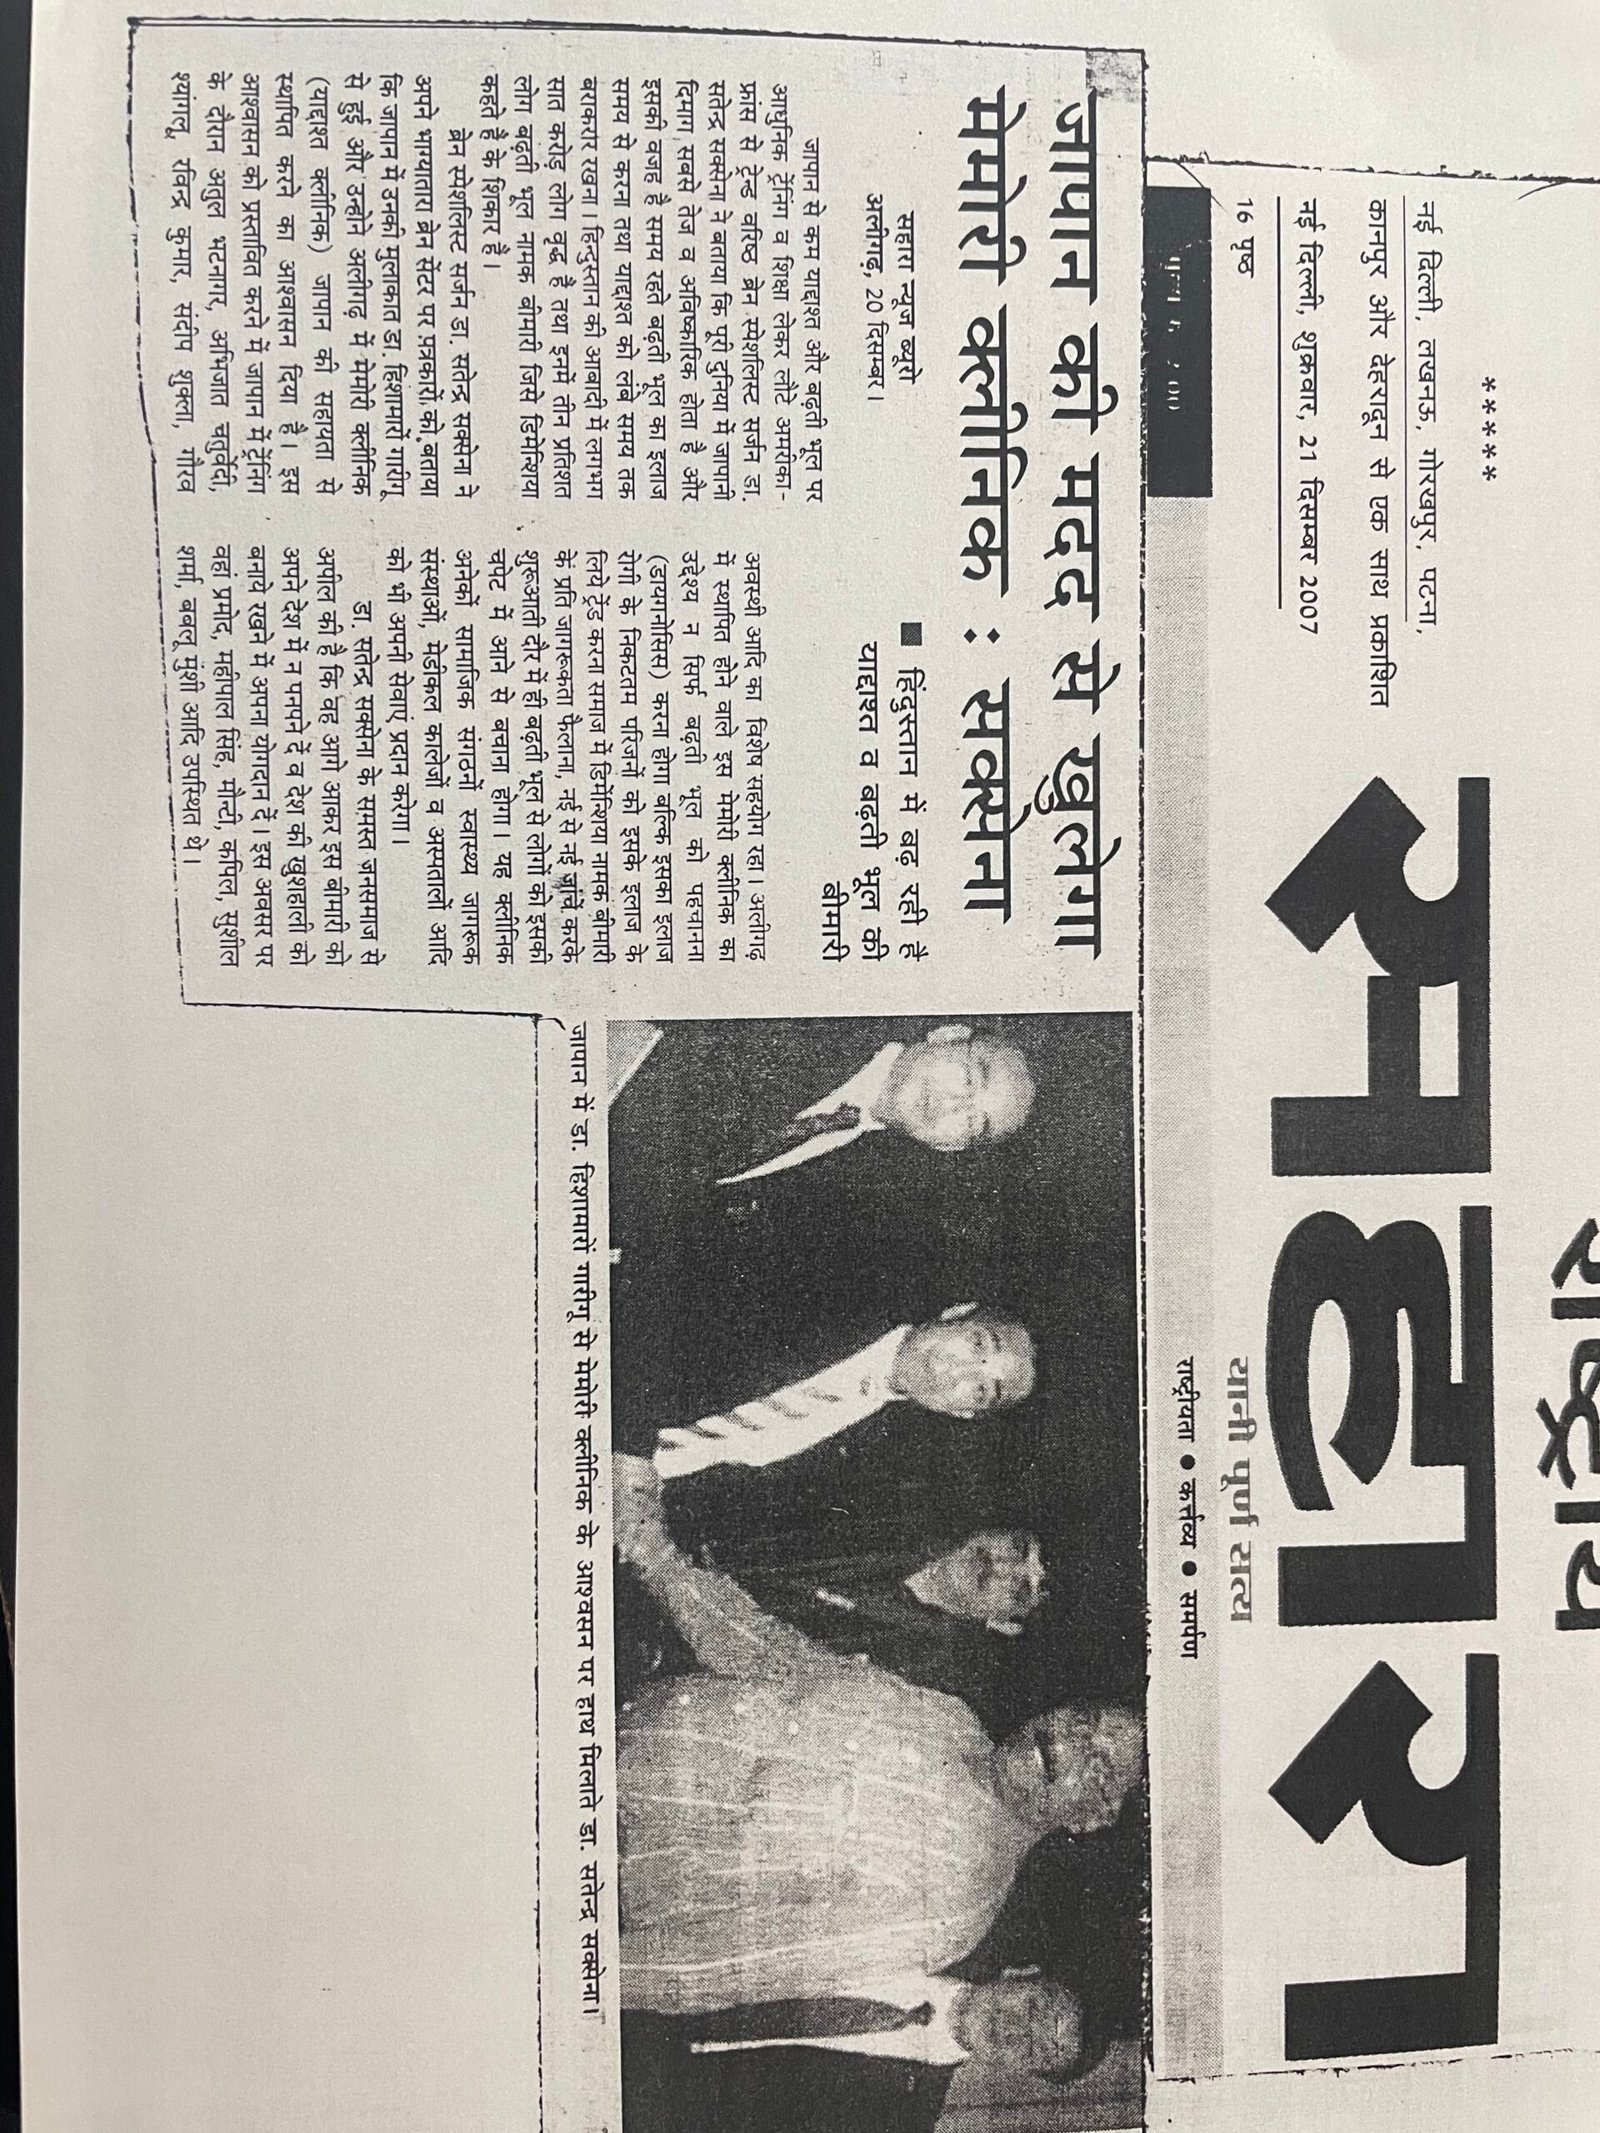 *****
नई दिल्ली, लखनऊ, गोरखपुर, पटना,
कानपुर और देहरादून से एक साथ प्रकाशित
नई दिल्ली, शुक्रवार, 21 दिसम्बर 2007
16 पृष्ठ
राष्ट्रीय
सहारा
यानी पूर्ण सत्य
राष्ट्रीयता ● कर्त्तव्य ● समर्पण
जापान की मदद से खुलेगा
मेमोरी क्लीनिक : सक्सेना
सहारा न्यूज ब्यूरो
अलीगढ़, 20 दिसम्बर।
■ हिंदुस्तान में बढ़ रही है
यादाश्त व बढ़ती भूल की
बीमारी
जापान से कम यादाश्त और बढ़ती भूल पर
आधुनिक ट्रेनिंग व शिक्षा लेकर लौटे अमरीका-
फ्रांस से ट्रेन्ड वरिष्ठ ब्रेन स्पेशलिस्ट सर्जन डा.
सतेन्द्र सक्सेना ने बताया कि पूरी दुनिया में जापानी
दिमाग, सबसे तेज व अविष्कारिक होता है और
इसकी वजह है समय रहते बढ़ती भूल का इलाज
समय से करना तथा यादाश्त को लंबे समय तक
बराकरार रखना। हिन्दुस्तान की आबादी में लगभग
सात करोड़ लोग वृद्ध है तथा इनमें तीन प्रतिशत
लोग बढ़ती भूल नामक बीमारी जिसे डिमेन्शिया
कहते है के शिकार है।
ब्रेन स्पेशलिस्ट सर्जन डा. सतेन्द्र सक्सेना ने
अपने भाग्यातारा ब्रेन सेंटर पर पत्रकारों को बताया
कि जापान में उनकी मुलाकात डा. हिशामारों गारीगू
से हुई और उन्होंने अलीगढ़ में मेमोरी क्लीनिक
(यादाश्त क्लीनिक) जापान की सहायता से
स्थापित करने का आश्वासन दिया है। इस
आश्वासन को प्रस्तावित करने में जापान में ट्रेनिंग
के दौरान अतुल भटनागर, अभिजात चतुर्वेदी,
श्यांगलू, रविन्द्र कुमार, संदीप शुक्ला, गौरव
अवस्थी आदि का विशेष सहयोग रहा। अलीगढ़
में स्थापित होने वाले इस मेमोरी क्लीनिक का
उद्देश्य न सिर्फ बढ़ती भूल को पहचानना
(डायग्नोसिस) करना होगा बल्कि इसका इलाज
रोगी के निकटतम परिजनों को इसके इलाज के
लिये ट्रेंड करना समाज में डिमेंशिया नामक बीमारी
के प्रति जागरूकता फैलाना, नई से नई जांचें करके
शुरूआती दौर में ही बढ़ती भूल से लोगों को इसकी
चपेट में आने से बचाना होगा। यह क्लीनिक
अनेकों सामाजिक संगठनों स्वास्थ्य जागरूक
संस्थाओं, मेडीकल कालेजों व अस्पतालों आदि
को भी अपनी सेवाएं प्रदान करेगा।
डा. सतेन्द्र सक्सेना के समस्त जनसमाज से
अपील की है कि वह आगे आकर इस बीमारी को
अपने देश में न पनपने दें व देश की खुशहाली को
बनाये रखने में अपना योगदान दें। इस अवसर पर
वहां प्रमोद, महीपाल सिंह, मौल्टी, कपिल, सुशील
शर्मा, बबलू मुंशी आदि उपस्थित थे।
जापान में डा. हिशामारों गारीगू से मेमोरी क्लीनिक के आश्वसन पर हाथ मिलाते डा. सतेन्द्र सक्सेना।